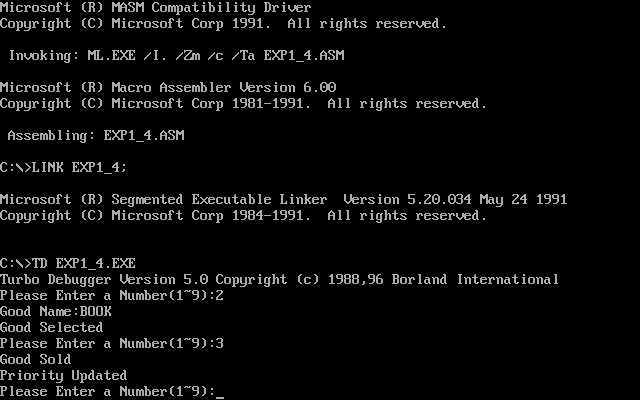 Microsoft (R) MASM Compatibility Driver
Copyright (C) Microsoft Corp 1991.  All rights reserved.
Invoking: ML.EXE /I. /Zm /c /Ta EXP1_4.ASM
Microsoft (R) Macro Assembler Version 6.00
Copyright (C) Microsoft Corp 1981-1991.  All rights reserved.
Assembling: EXP1_4.ASM
C:\>LINK EXP1_4;
Microsoft (R) Segmented Executable Linker  Version 5.20.034 May 24 1991
Copyright (C) Microsoft Corp 1984-1991.  All rights reserved.
C:\>TD EXP1_4.EXE
Turbo Debugger Version 5.0 Copyright (c) 1988,96 Borland International
Please Enter a Number(1~9):2
Good Name:BOOK
Good Selected
Please Enter a Number(1~9):3
Good Sold
Priority Updated
Please Enter a Number(1~9):_